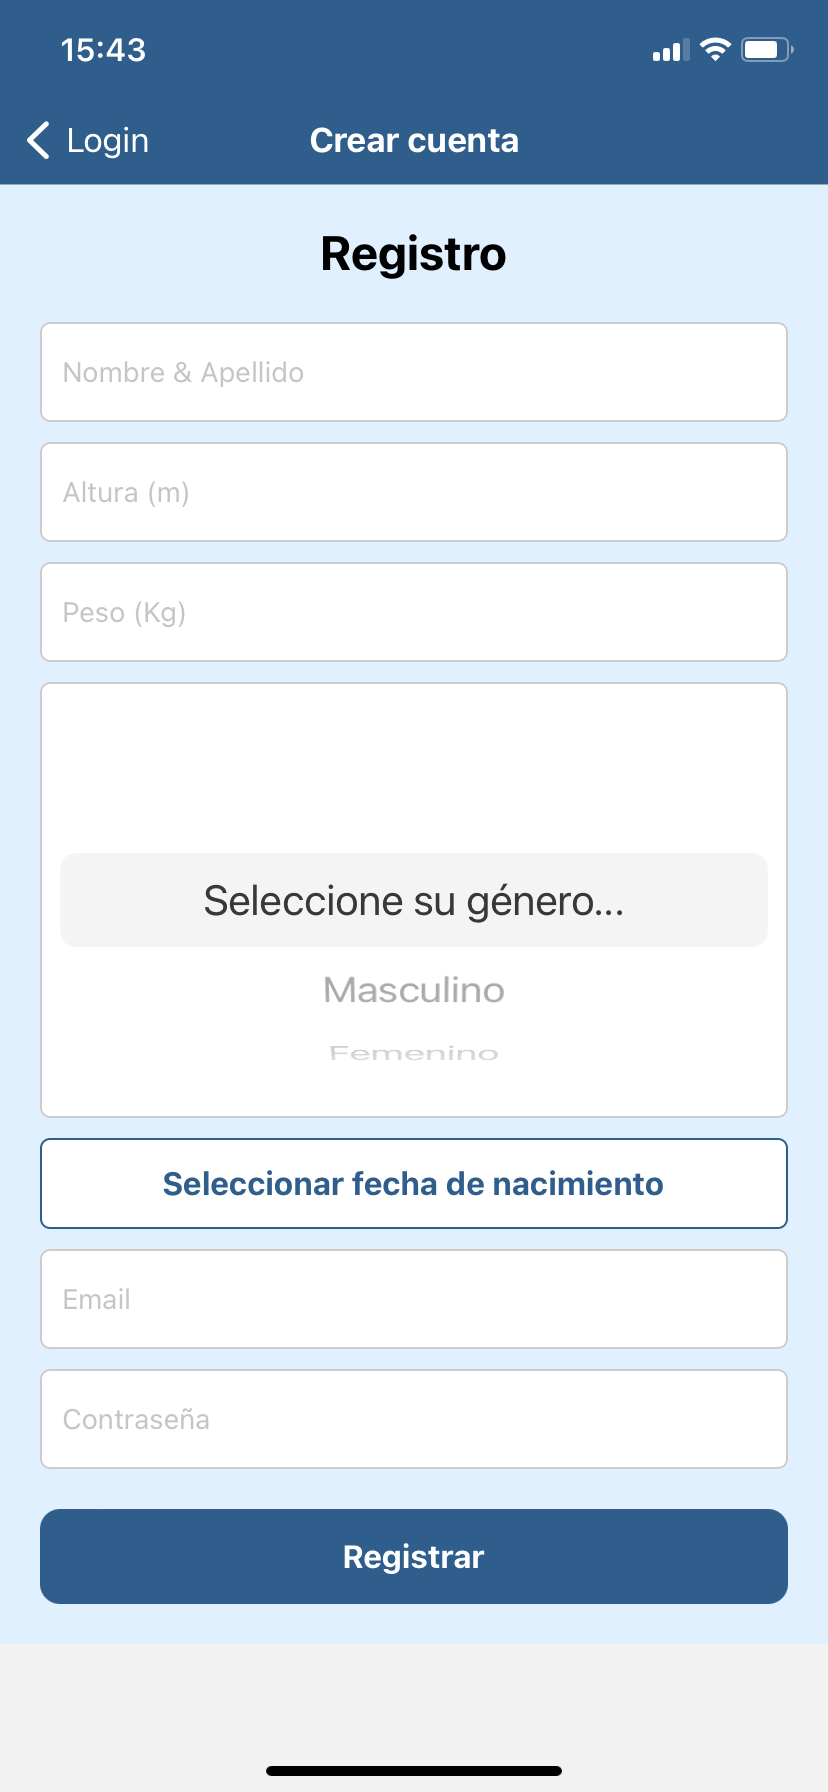 15:43
Login
Crear cuenta
Registro
Nombre & Apellido
Altura (m)
Peso (Kg)
Seleccione su género...
Masculino
Femenino
Seleccionar fecha de nacimiento
Email
Contraseña
Registrar